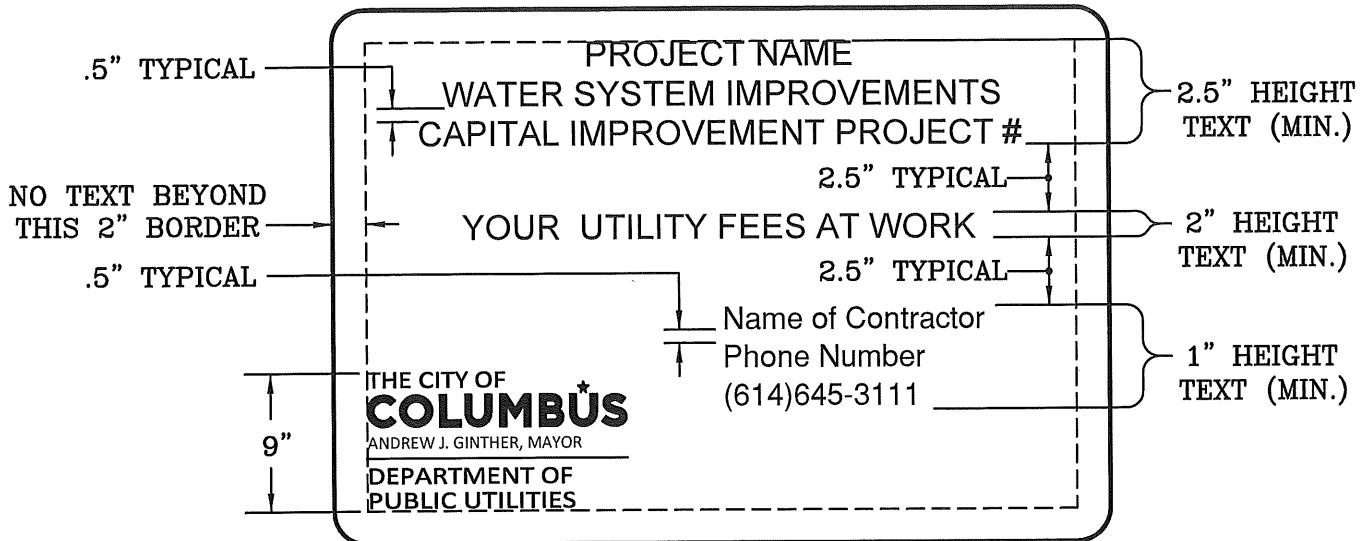 PROJECT NAME
WATER SYSTEM IMPROVEMENTS
CAPITAL IMPROVEMENT PROJECT #
.5” TYPICAL
2.5” HEIGHT
TEXT (MIN.)
2.5” TYPICAL
NO TEXT BEYOND
THIS 2” BORDER
YOUR UTILITY FEES AT WORK
2” HEIGHT
TEXT (MIN.)
2.5” TYPICAL
.5” TYPICAL
Name of Contractor
Phone Number
(614)645-3111
1” HEIGHT
TEXT (MIN.)
9”
THE CITY OF
COLUMBUS
ANDREW J. GINTHER, MAYOR
DEPARTMENT OF
PUBLIC UTILITIES